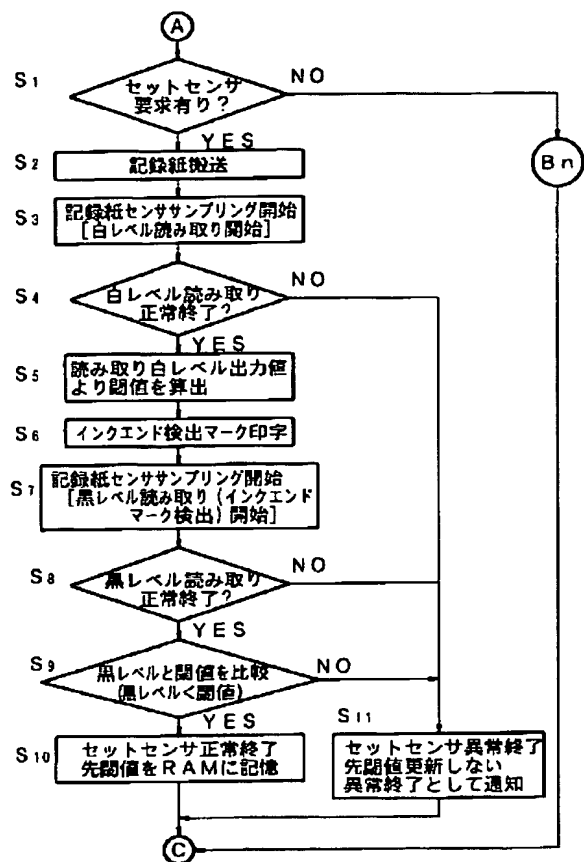 A
S1
セットセンサ
要求有り?
NO
YES
Bn
S2
記録紙搬送
S3
記録紙センササンプリング開始
[白レベル読み取り開始]
S4
白レベル読み取り
正常終了?
NO
YES
S5
読み取り白レベル出力値
より閾値を算出
S6
インクエンド検出マーク印字
S7
記録紙センササンプリング開始
[黒レベル読み取り(インクエンド
マーク検出)開始]
S8
黒レベル読み取り
正常終了?
NO
YES
S9
黒レベルと閾値を比較
(黒レベル<閾値)
NO
YES
S10
セットセンサ正常終了
先閾値をRAMに記憶
S11
セットセンサ異常終了
先閾値更新しない
異常終了として通知
C